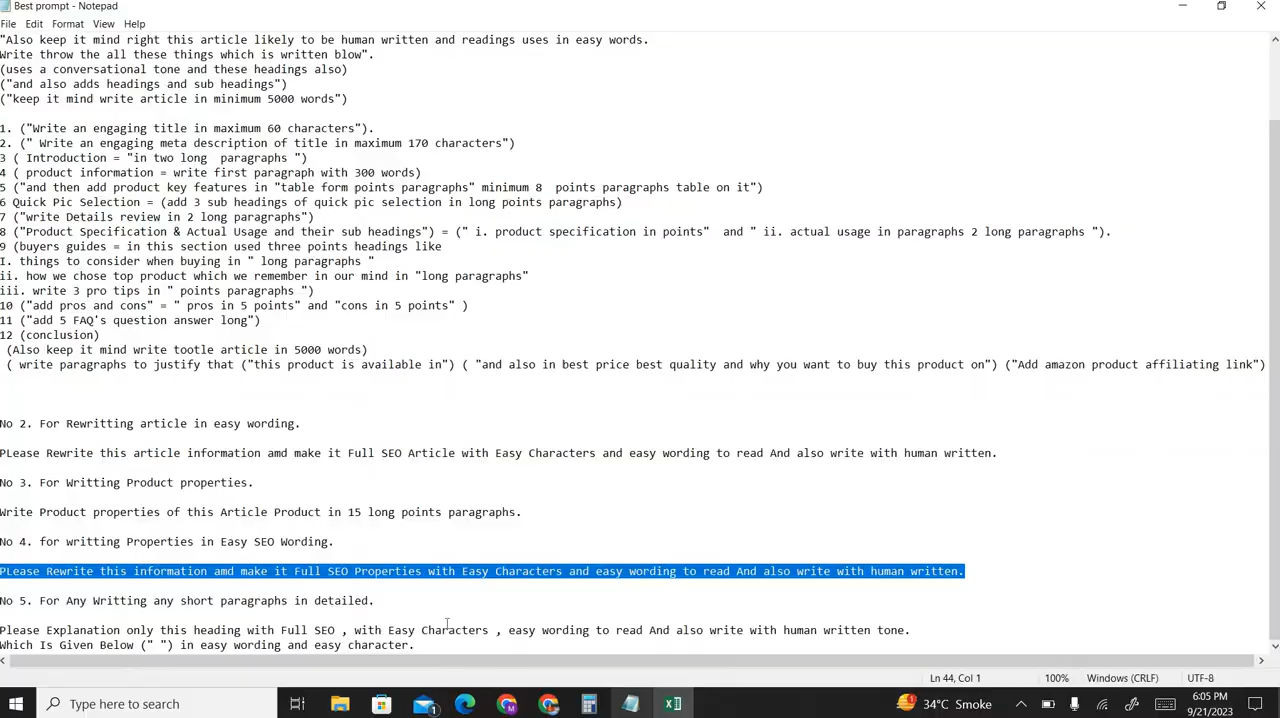 Best prompt - Notepad
File Edit Format View Help
"Also keep it mind right this article likely to be human written and readings uses in easy words.
Write throw the all these things which is written blow".
(uses a conversational tone and these headings also)
("and also adds headings and sub headings")
("keep it mind write article in minimum 5000 words")
1. ("Write an engaging title in maximum 60 characters").
2. (" Write an engaging meta description of title in maximum 170 characters")
3 ( Introduction = "in two long  paragraphs ")
4 ( product information = write first paragraph with 300 words)
5 ("and then add product key features in "table form points paragraphs" minimum 8  points paragraphs table on it")
6 Quick Pic Selection = (add 3 sub headings of quick pic selection in long points paragraphs)
7 ("write Details review in 2 long paragraphs")
8 ("Product Specification & Actual Usage and their sub headings") = (" i. product specification in points"  and " ii. actual usage in paragraphs 2 long paragraphs ").
9 (buyers guides = in this section used three points headings like
I. things to consider when buying in " long paragraphs "
ii. how we chose top product which we remember in our mind in "long paragraphs"
iii. write 3 pro tips in " points paragraphs ")
10 ("add pros and cons" = " pros in 5 points" and "cons in 5 points" )
11 ("add 5 FAQ's question answer long")
12 (conclusion)
(Also keep it mind write tootle article in 5000 words)
( write paragraphs to justify that ("this product is available in") ( "and also in best price best quality and why you want to buy this product on") ("Add amazon product affiliating link")
No 2. For Rewritting article in easy wording.
PLease Rewrite this article information amd make it Full SEO Article with Easy Characters and easy wording to read And also write with human written.
No 3. For Writting Product properties.
Write Product properties of this Article Product in 15 long points paragraphs.
No 4. for writting Properties in Easy SEO Wording.
PLease Rewrite this information amd make it Full SEO Properties with Easy Characters and easy wording to read And also write with human written.
No 5. For Any Writting any short paragraphs in detailed.
Please Explanation only this heading with Full SEO , with Easy Characters , easy wording to read And also write with human written tone.
Which Is Given Below (" ") in easy wording and easy character.
Ln 44, Col 1 100% Windows (CRLF) UTF-8
Type here to search
34°C Smoke
6:05 PM
9/21/2023